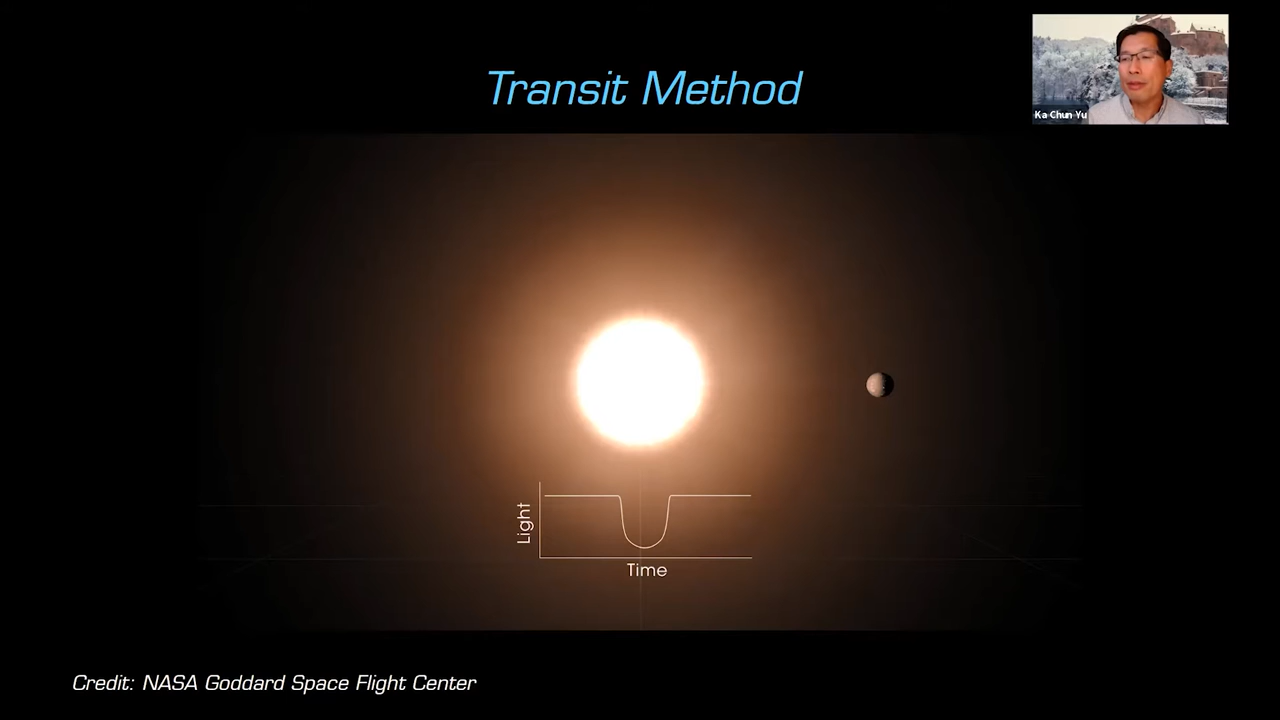 Transit Method
Ka Chun Yu
Light
Time
Credit: NASA Goddard Space Flight Center